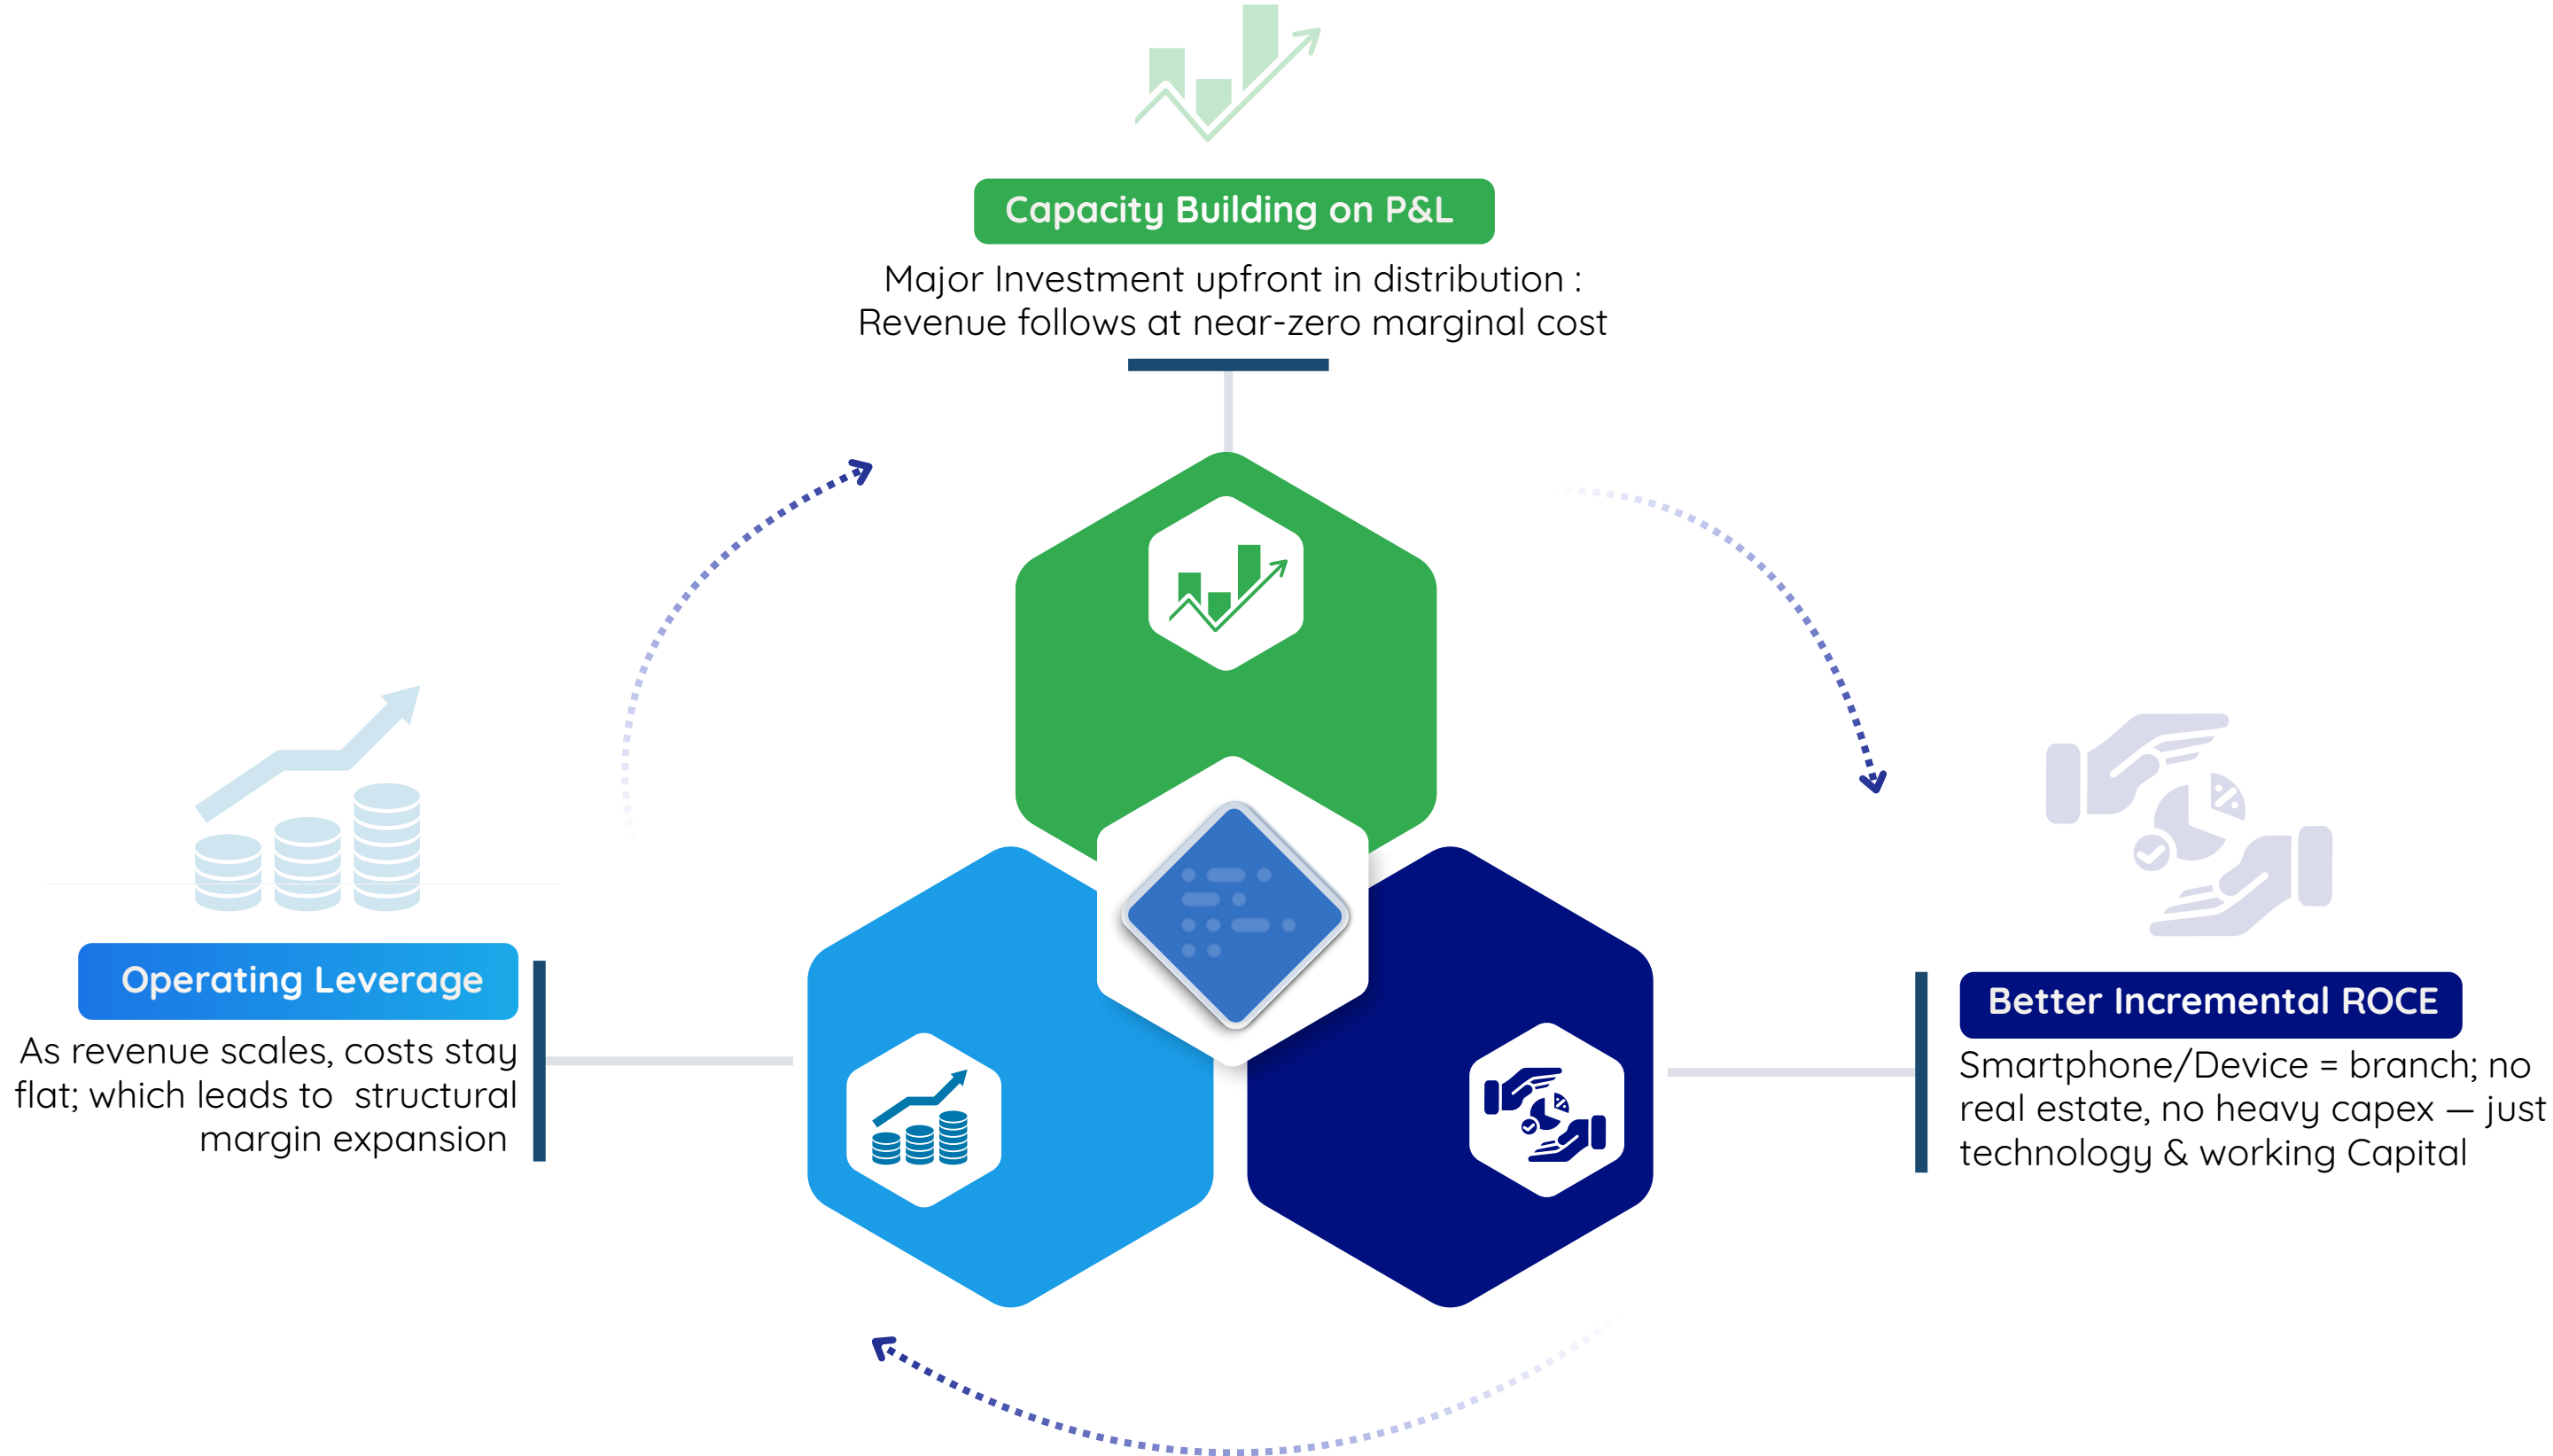 Capacity Building on P&L
Major Investment upfront in distribution :
Revenue follows at near-zero marginal cost
Operating Leverage
As revenue scales, costs stay
flat; which leads to  structural
margin expansion
Better Incremental ROCE
Smartphone/Device = branch; no
real estate, no heavy capex — just
technology & working Capital